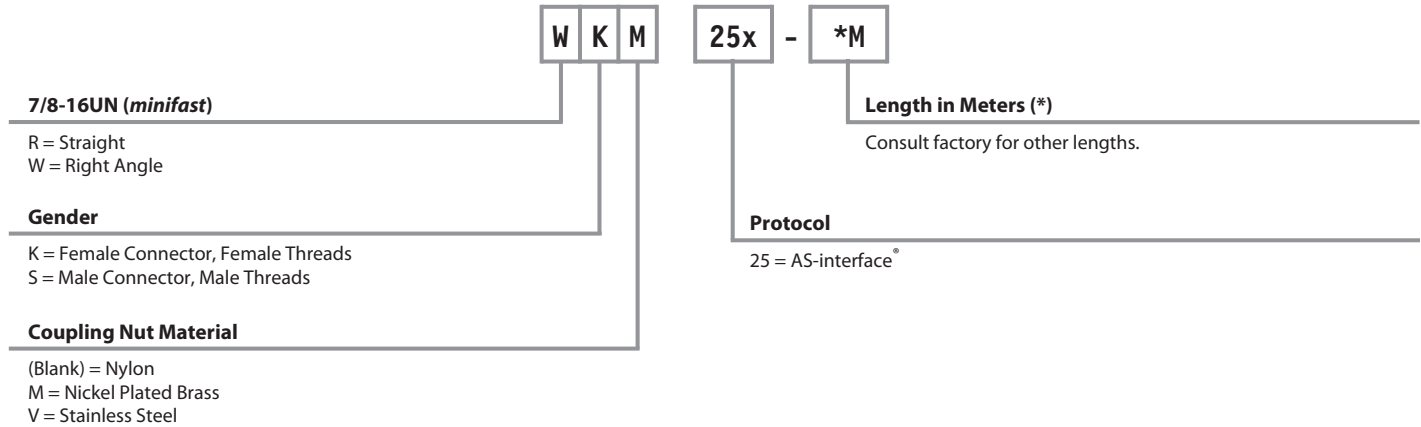 W K M 25x - *M
7/8-16UN (minifast)
R = Straight
W = Right Angle
Gender
K = Female Connector, Female Threads
S = Male Connector, Male Threads
Coupling Nut Material
(Blank) = Nylon
M = Nickel Plated Brass
V = Stainless Steel
Length in Meters (*)
Consult factory for other lengths.
Protocol
25 = AS-interface®